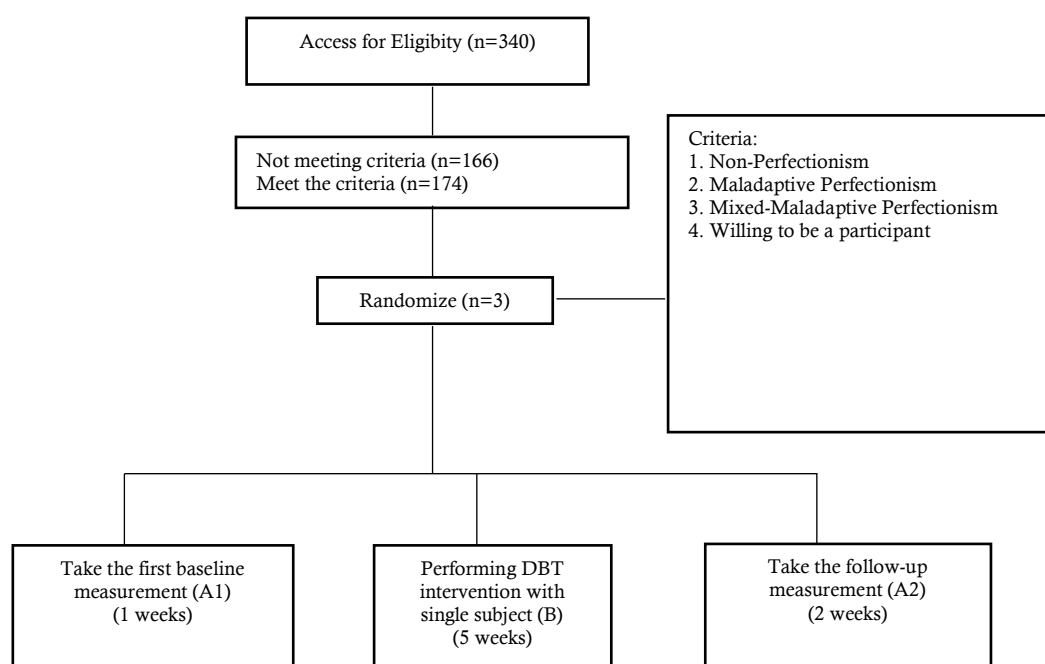 Access for Eligibity (n=340)
Not meeting criteria (n=166)
Meet the criteria (n=174)
Criteria:
1. Non-Perfectionism
2. Maladaptive Perfectionism
3. Mixed-Maladaptive Perfectionism
4. Willing to be a participant
Randomize (n=3)
Take the first baseline
measurement (A1)
(1 weeks)
Performing DBT
intervention with
single subject (B)
(5 weeks)
Take the follow-up
measurement (A2)
(2 weeks)